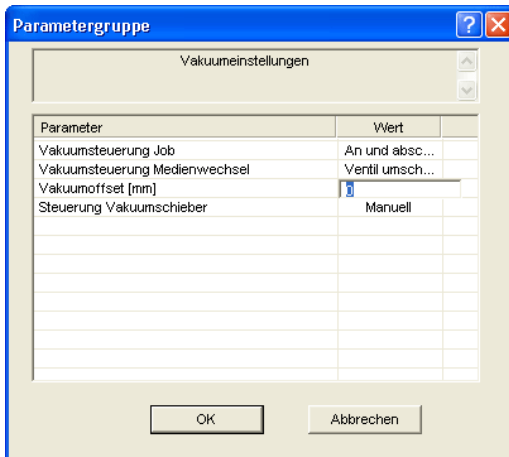 Parametergruppe
Vakuumeinstellungen
Parameter Wert
Vakuumsteuerung Job An und absc...
Vakuumsteuerung Medienwechsel Ventil umsch...
Vakuumoffset [mm] 0
Steuerung Vakuumschieber Manuell
OK Abbrechen